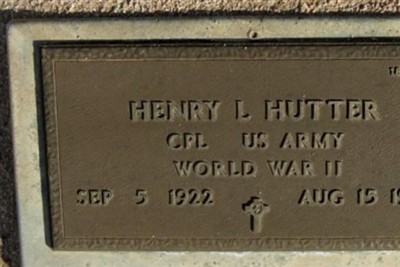 HENRY L HUTTER
CPL US ARMY
WORLD WAR II
SEP 5 1922 AUG 15